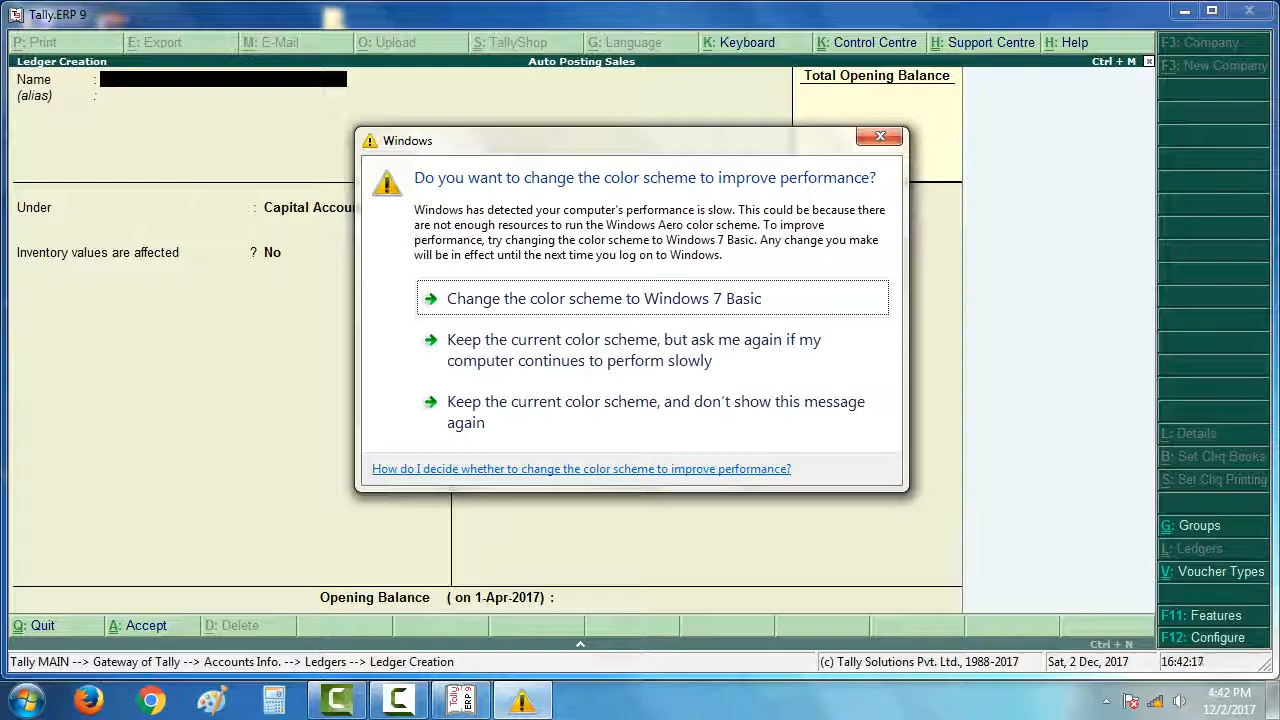 Tally.ERP 9
P: Print E: Export M: E-Mail O: Upload S: TallyShop G: Language K: Keyboard K: Control Centre H: Support Centre H: Help
F3: Company
Ledger Creation Auto Posting Sales Ctrl + M
F3: New Company
Name :
(alias) :
Total Opening Balance
Windows
Do you want to change the color scheme to improve performance?
Windows has detected your computer's performance is slow. This could be because there
are not enough resources to run the Windows Aero color scheme. To improve
performance, try changing the color scheme to Windows 7 Basic. Any change you make
will be in effect until the next time you log on to Windows.
Under : Capital Accou
Inventory values are affected ? No
Change the color scheme to Windows 7 Basic
Keep the current color scheme, but ask me again if my
computer continues to perform slowly
Keep the current color scheme, and don't show this message
again
How do I decide whether to change the color scheme to improve performance?
L: Details
B: Set Chq Books
S: Set Chq Printing
G: Groups
L: Ledgers
V: Voucher Types
F11: Features
F12: Configure
Opening Balance ( on 1-Apr-2017) :
Q: Quit A: Accept D: Delete
Ctrl + N
Tally MAIN --> Gateway of Tally --> Accounts Info. --> Ledgers --> Ledger Creation (c) Tally Solutions Pvt. Ltd., 1988-2017 Sat, 2 Dec, 2017 16:42:17
Tally
ERP 9
4:42 PM
12/2/2017